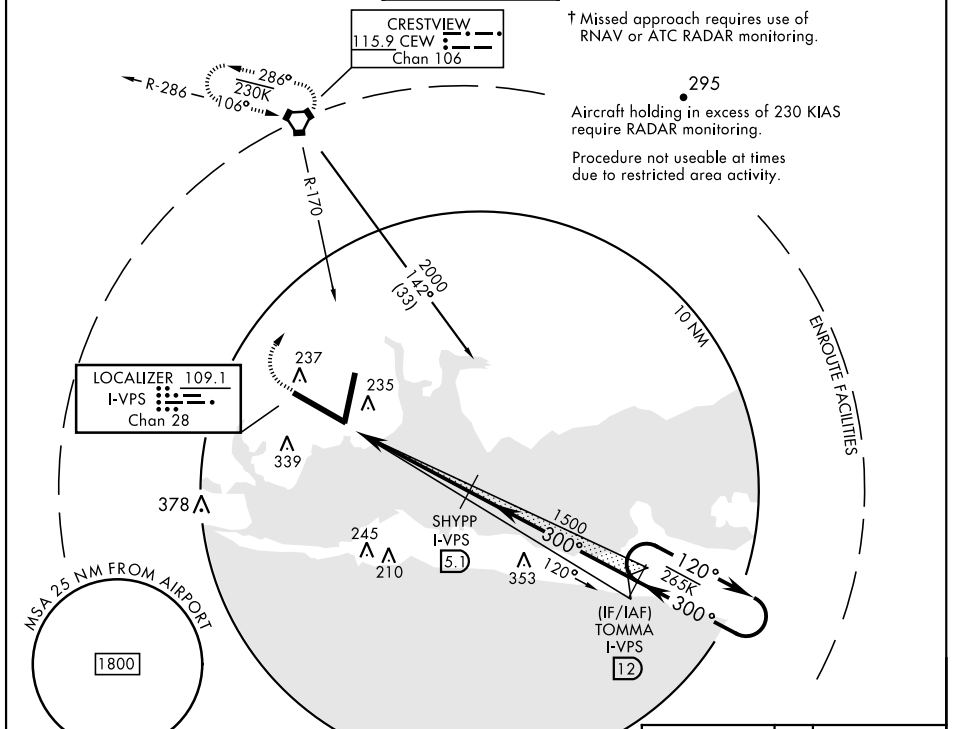 CRESTVIEW
115.9 CEW
Chan 106
† Missed approach requires use of
RNAV or ATC RADAR monitoring.
295
Aircraft holding in excess of 230 KIAS
require RADAR monitoring.
Procedure not useable at times
due to restricted area activity.
R-286
286°
230K
106°
R-170
2000
142°
(33)
10 NM
ENROUTE FACILITIES
LOCALIZER 109.1
I-VPS
Chan 28
237
235
339
378
245
210
SHYPP
I-VPS
5.1
353
1500
300°
120°
120°
265K
300°
(IF/IAF)
TOMMA
I-VPS
12
MSA 25 NM FROM AIRPORT
1800